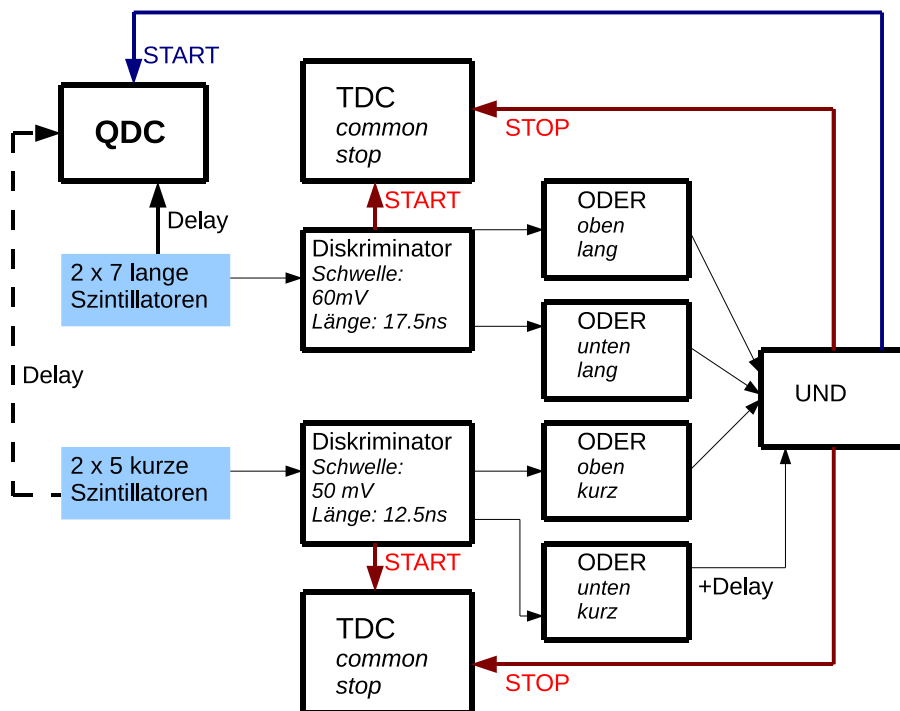 START
QDC
Delay
TDC
common
stop
STOP
START
2 x 7 lange
Szintillatoren
Diskriminator
Schwelle:
60mV
Länge: 17.5ns
ODER
oben
lang
ODER
unten
lang
Delay
UND
2 x 5 kurze
Szintillatoren
Diskriminator
Schwelle:
50 mV
Länge: 12.5ns
ODER
oben
kurz
START
ODER
unten
kurz
+Delay
TDC
common
stop
STOP